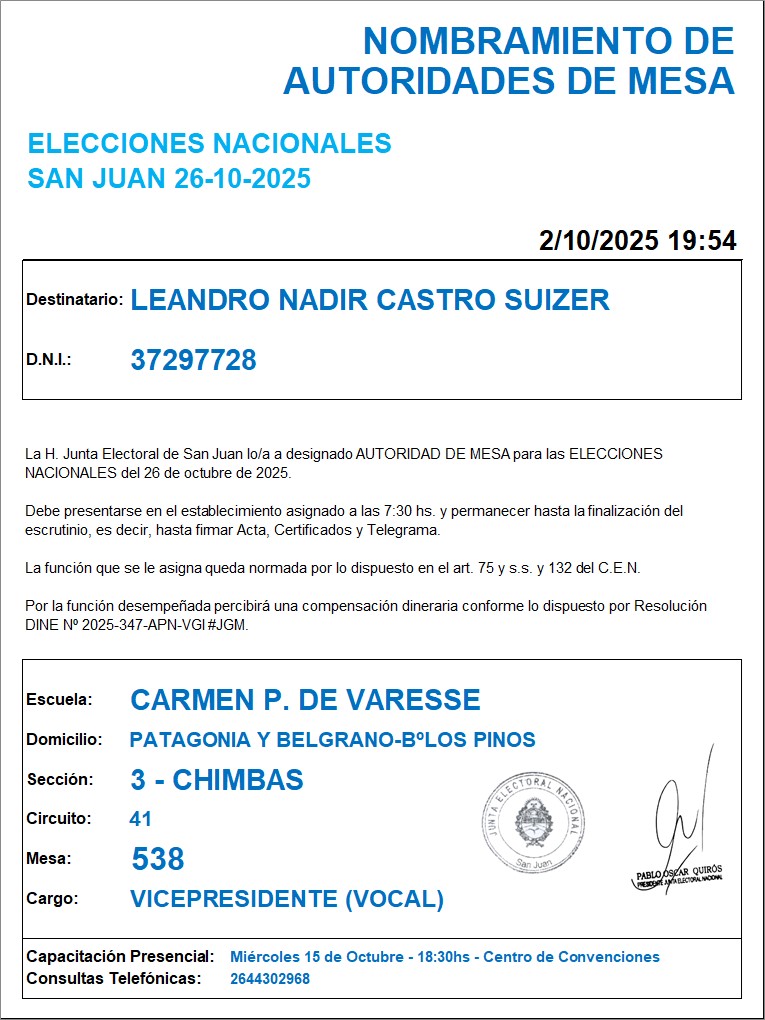 NOMBRAMIENTO DE
AUTORIDADES DE MESA
ELECCIONES NACIONALES
SAN JUAN 26-10-2025
2/10/2025 19:54
Destinatario: LEANDRO NADIR CASTRO SUIZER
D.N.I.: 37297728
La H. Junta Electoral de San Juan lo/a a designado AUTORIDAD DE MESA para las ELECCIONES
NACIONALES del 26 de octubre de 2025.
Debe presentarse en el establecimiento asignado a las 7:30 hs. y permanecer hasta la finalización del
escrutinio, es decir, hasta firmar Acta, Certificados y Telegrama.
La función que se le asigna queda normada por lo dispuesto en el art. 75 y s.s. y 132 del C.E.N.
Por la función desempeñada percibirá una compensación dineraria conforme lo dispuesto por Resolución
DINE Nº 2025-347-APN-VGI#JGM.
Escuela: CARMEN P. DE VARESSE
Domicilio: PATAGONIA Y BELGRANO-BºLOS PINOS
Sección: 3 - CHIMBAS
Circuito: 41
Mesa: 538
Cargo: VICEPRESIDENTE (VOCAL)
JUNTA ELECTORAL NACIONAL
San Juan
PABLO OSCAR QUIRÓS
PRESIDENTE JUNTA ELECTORAL NACIONAL
Capacitación Presencial: Miércoles 15 de Octubre - 18:30hs - Centro de Convenciones
Consultas Telefónicas: 2644302968